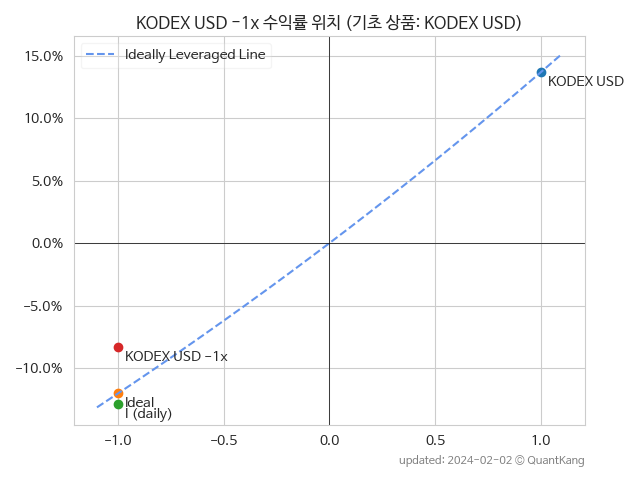 KODEX USD -1x 수익률 위치 (기초 상품: KODEX USD)
Ideally Leveraged Line
15.0%
10.0%
5.0%
0.0%
-5.0%
-10.0%
KODEX USD
KODEX USD -1x
Ideal
I (daily)
-1.0 -0.5 0.0 0.5 1.0
updated: 2024-02-02 © QuantKang